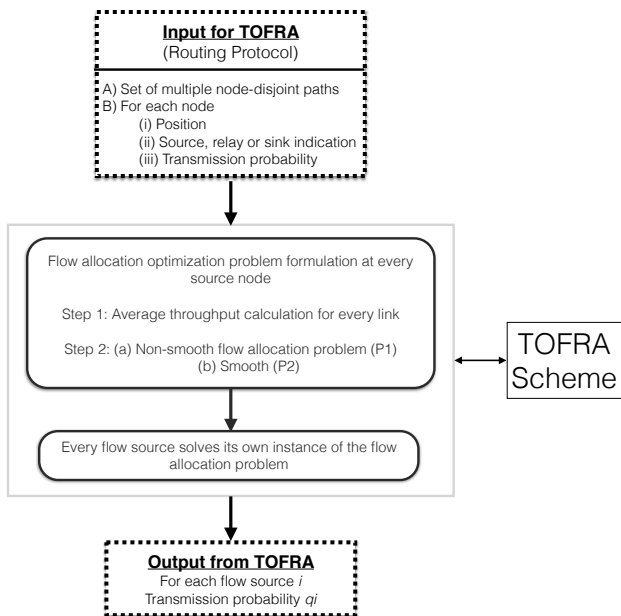 Input for TOFRA
(Routing Protocol)
A) Set of multiple node-disjoint paths
B) For each node
(i) Position
(ii) Source, relay or sink indication
(iii) Transmission probability
Flow allocation optimization problem formulation at every
source node
Step 1: Average throughput calculation for every link
Step 2: (a) Non-smooth flow allocation problem (P1)
(b) Smooth (P2)
TOFRA
Scheme
Every flow source solves its own instance of the flow
allocation problem
Output from TOFRA
For each flow source i
Transmission probability qi